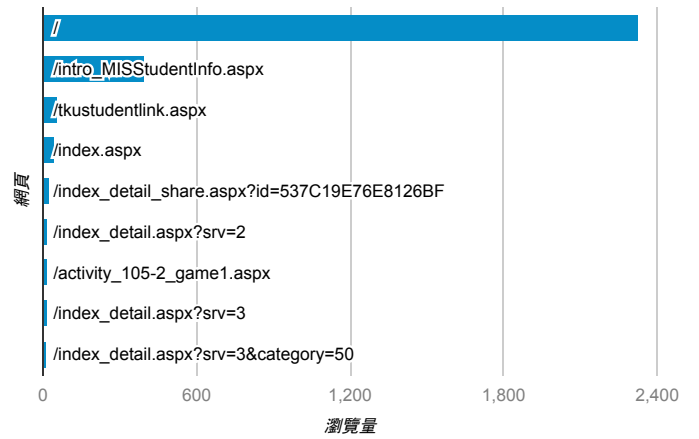 /
/intro_MISStudentInfo.aspx
/tkustudentlink.aspx
/index.aspx
/index_detail_share.aspx?id=537C19E76E8126BF
/index_detail.aspx?srv=2
/activity_105-2_game1.aspx
/index_detail.aspx?srv=3
/index_detail.aspx?srv=3&category=50
網頁
0 600 1,200 1,800 2,400
瀏覽量